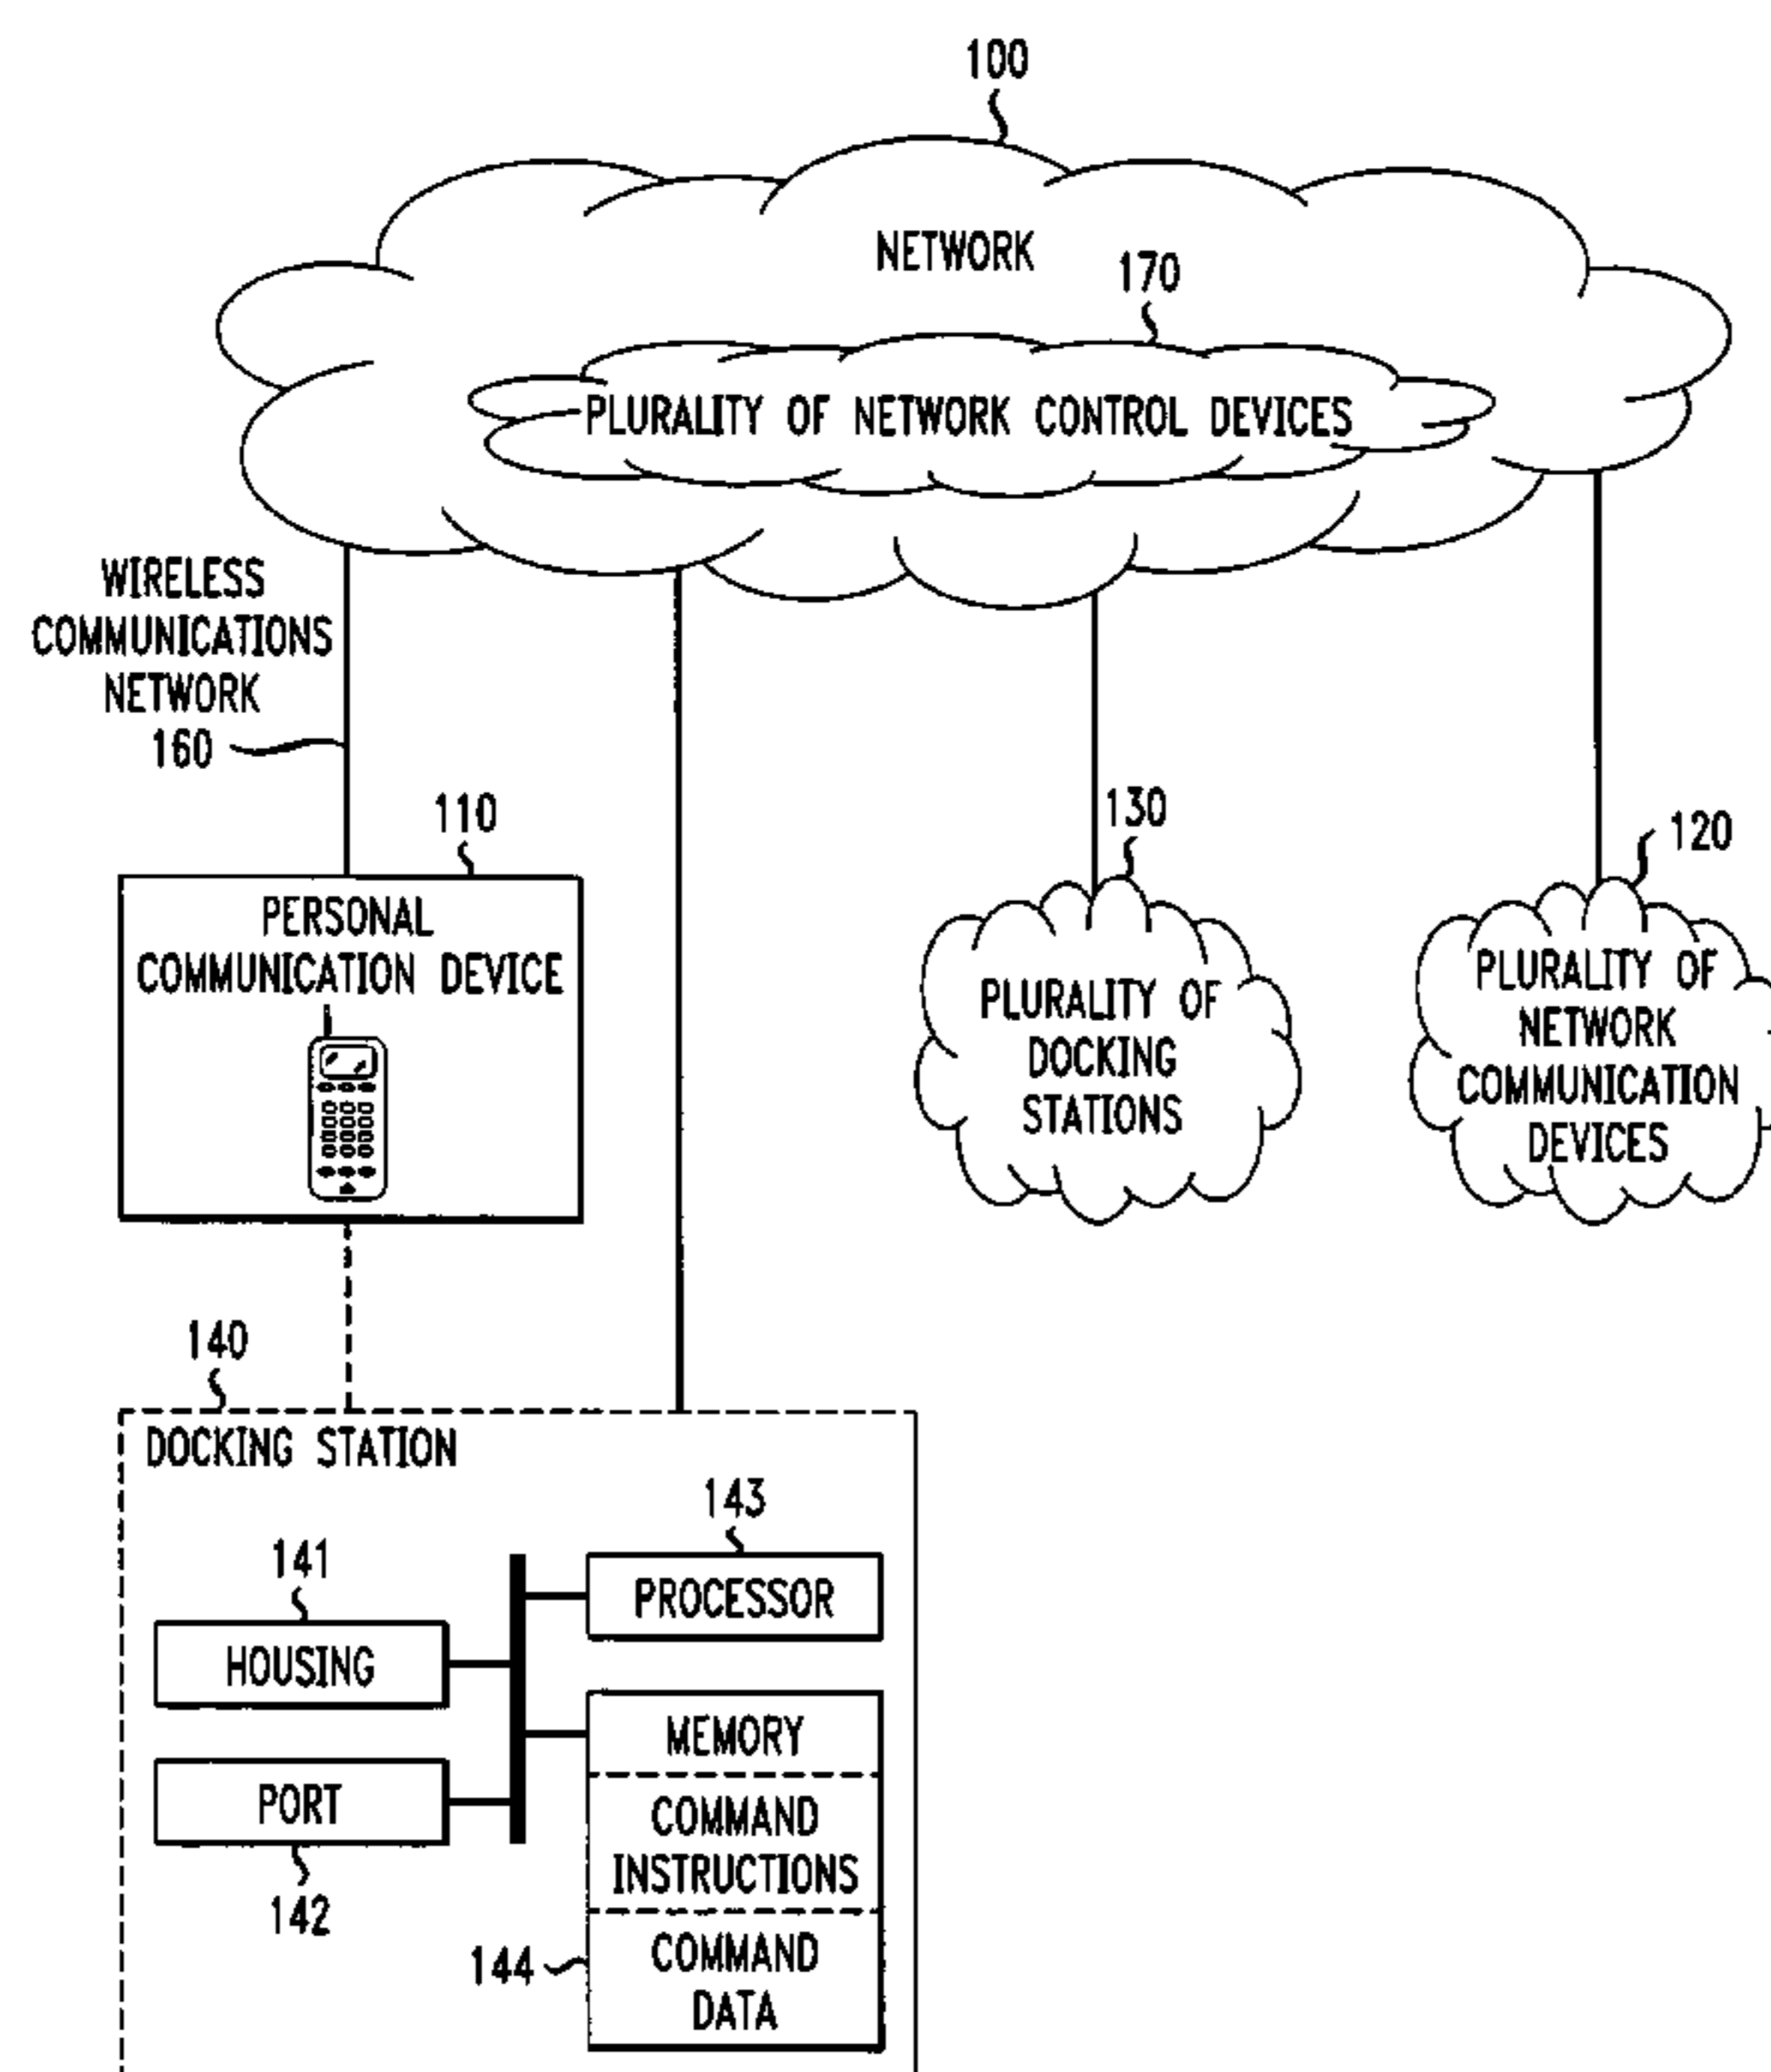 100
NETWORK
170
PLURALITY OF NETWORK CONTROL DEVICES
WIRELESS
COMMUNICATIONS
NETWORK
160
110
PERSONAL
COMMUNICATION DEVICE
130
PLURALITY OF
DOCKING
STATIONS
120
PLURALITY OF
NETWORK
COMMUNICATION
DEVICES
140
DOCKING STATION
141
HOUSING
PORT
142
143
PROCESSOR
MEMORY
COMMAND
INSTRUCTIONS
COMMAND
DATA
144